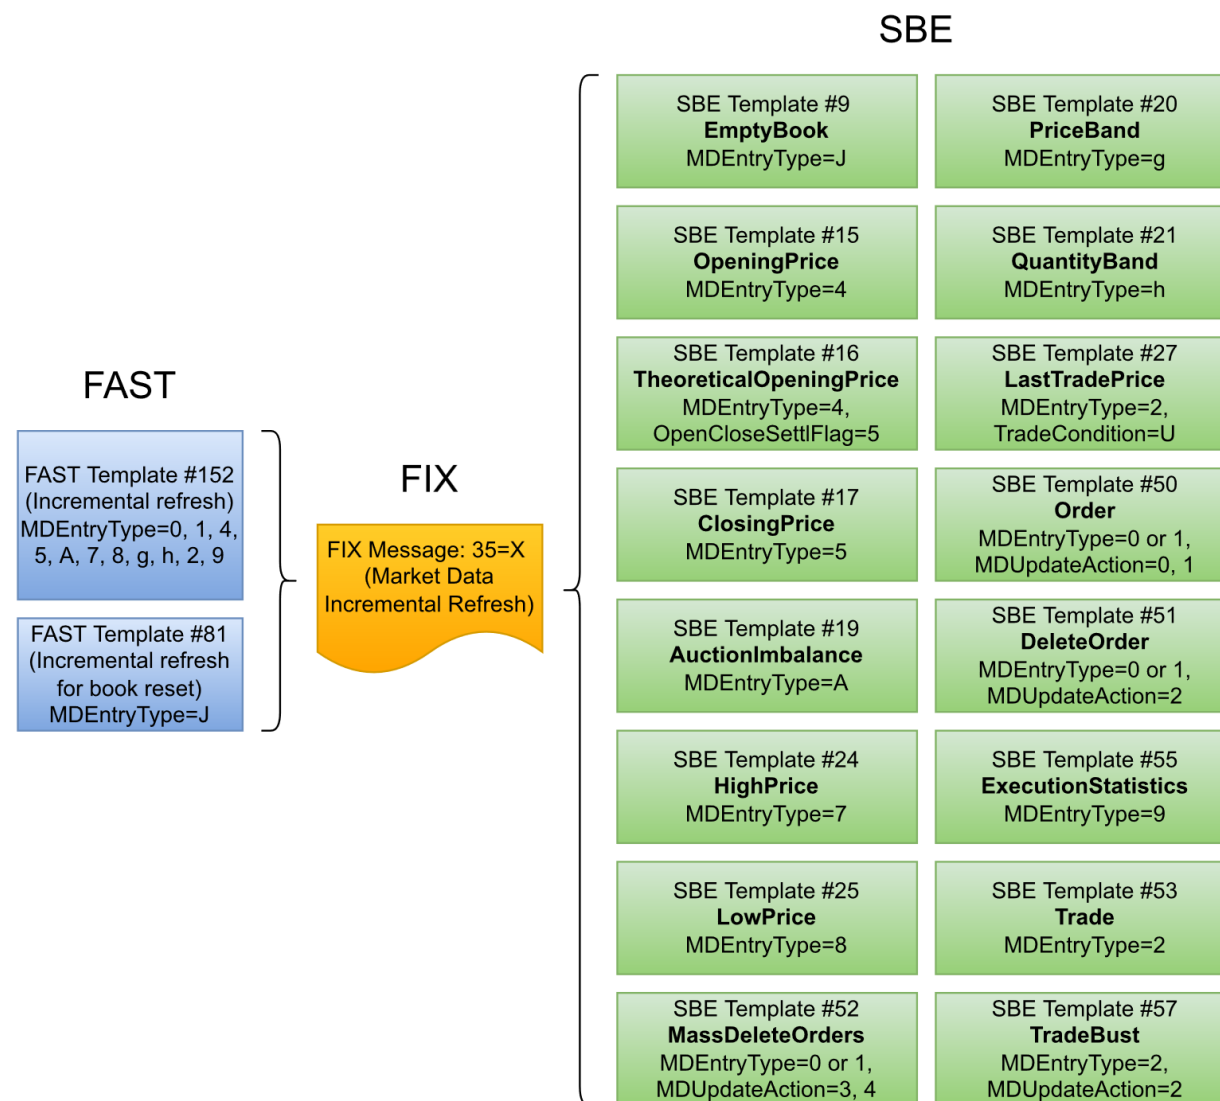 SBE
FAST
FAST Template #152
(Incremental refresh)
MDEntryType=0, 1, 4,
5, A, 7, 8, g, h, 2, 9
FAST Template #81
(Incremental refresh
for book reset)
MDEntryType=J
FIX
FIX Message: 35=X
(Market Data
Incremental Refresh)
SBE Template #9
EmptyBook
MDEntryType=J
SBE Template #20
PriceBand
MDEntryType=g
SBE Template #15
OpeningPrice
MDEntryType=4
SBE Template #21
QuantityBand
MDEntryType=h
SBE Template #16
TheoreticalOpeningPrice
MDEntryType=4,
OpenCloseSettlFlag=5
SBE Template #27
LastTradePrice
MDEntryType=2,
TradeCondition=U
SBE Template #17
ClosingPrice
MDEntryType=5
SBE Template #50
Order
MDEntryType=0 or 1,
MDUpdateAction=0, 1
SBE Template #19
AuctionImbalance
MDEntryType=A
SBE Template #51
DeleteOrder
MDEntryType=0 or 1,
MDUpdateAction=2
SBE Template #24
HighPrice
MDEntryType=7
SBE Template #55
ExecutionStatistics
MDEntryType=9
SBE Template #25
LowPrice
MDEntryType=8
SBE Template #53
Trade
MDEntryType=2
SBE Template #52
MassDeleteOrders
MDEntryType=0 or 1,
MDUpdateAction=3, 4
SBE Template #57
TradeBust
MDEntryType=2,
MDUpdateAction=2